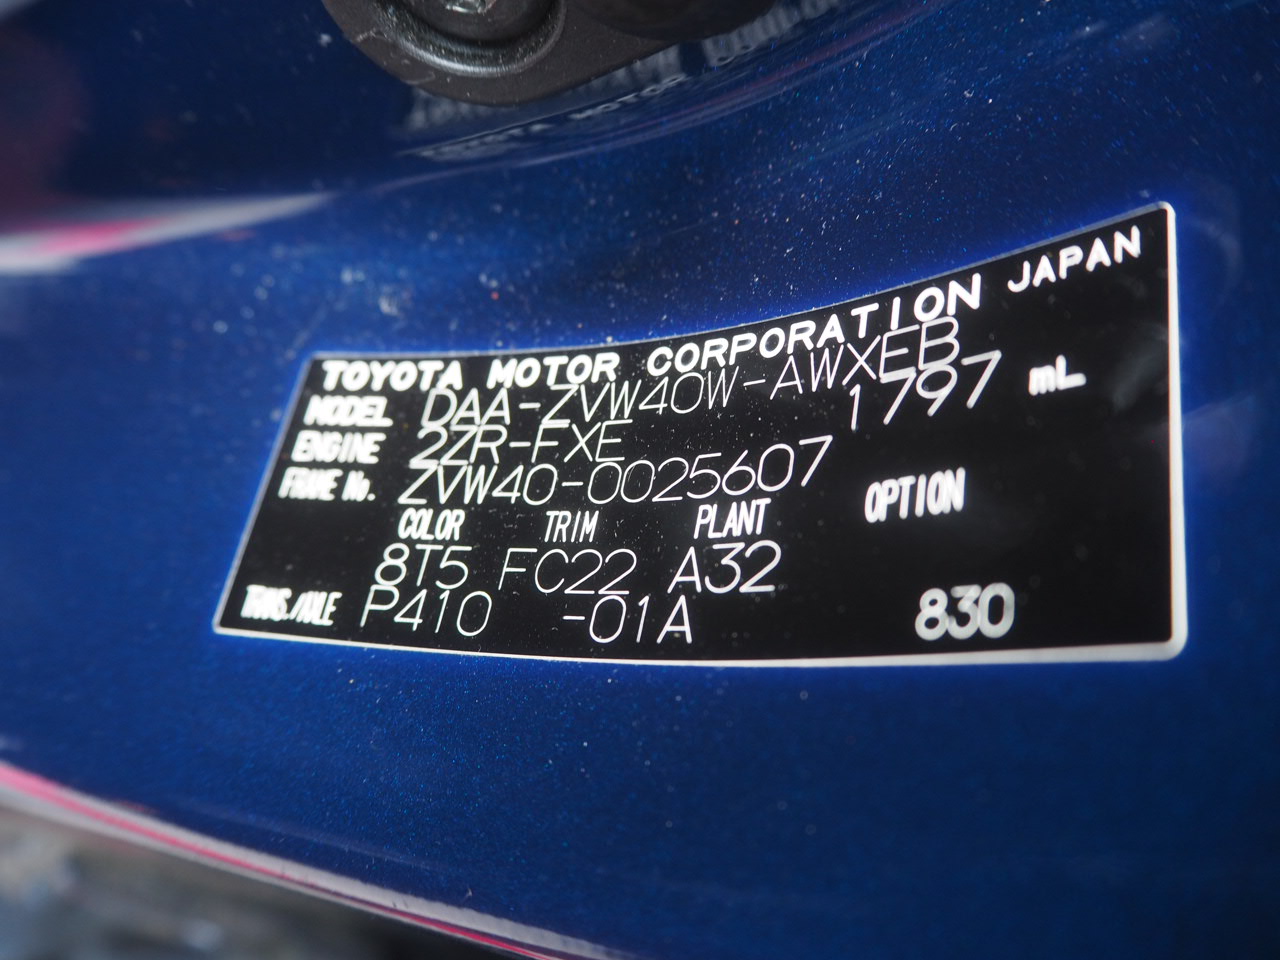 TOYOTA MOTOR CORPORATION JAPAN
MODEL DAA-ZVW40W-AWXEB
ENGINE 2ZR-FXE 1797 mL
FRAME No. ZVW40-0025607
COLOR TRIM PLANT OPTION
8T5 FC22 A32
TRANS./AXLE P410 -01A 830